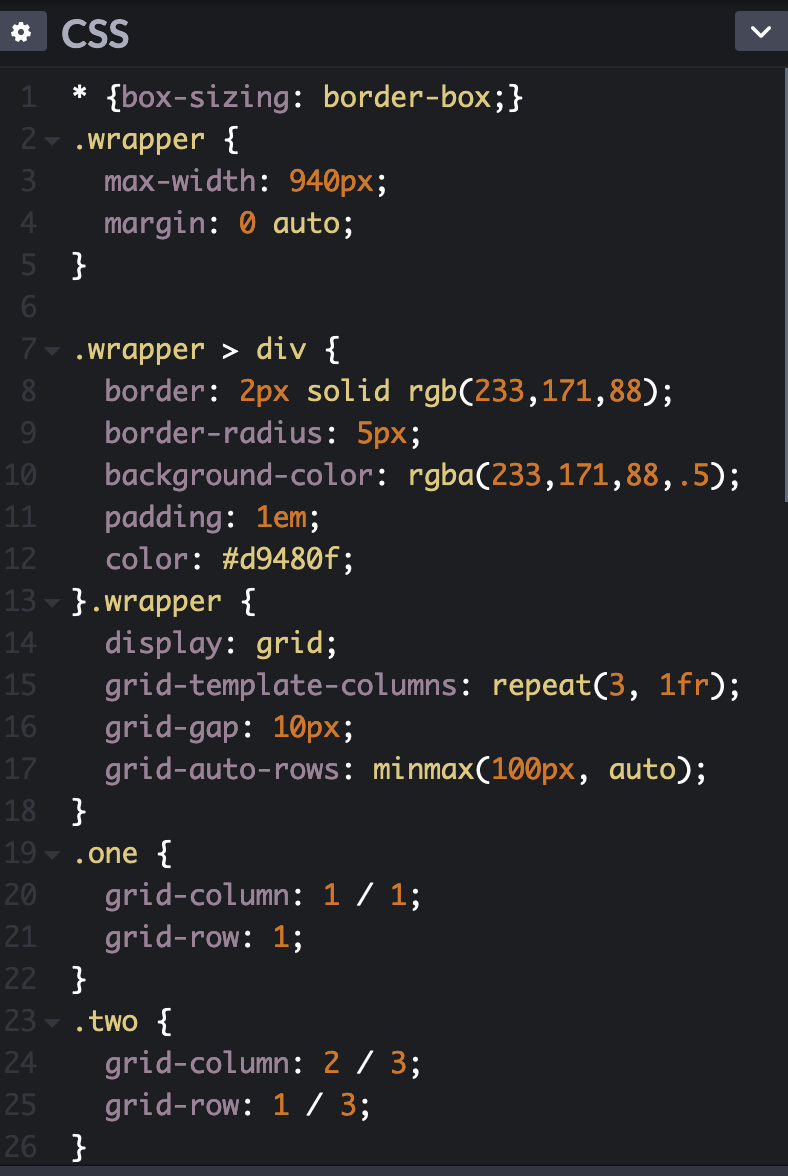 CSS
1 * {box-sizing: border-box;}
2 .wrapper {
3   max-width: 940px;
4   margin: 0 auto;
5 }
6
7 .wrapper > div {
8   border: 2px solid rgb(233,171,88);
9   border-radius: 5px;
10   background-color: rgba(233,171,88,.5);
11   padding: 1em;
12   color: #d9480f;
13 }.wrapper {
14   display: grid;
15   grid-template-columns: repeat(3, 1fr);
16   grid-gap: 10px;
17   grid-auto-rows: minmax(100px, auto);
18 }
19 .one {
20   grid-column: 1 / 1;
21   grid-row: 1;
22 }
23 .two {
24   grid-column: 2 / 3;
25   grid-row: 1 / 3;
26 }